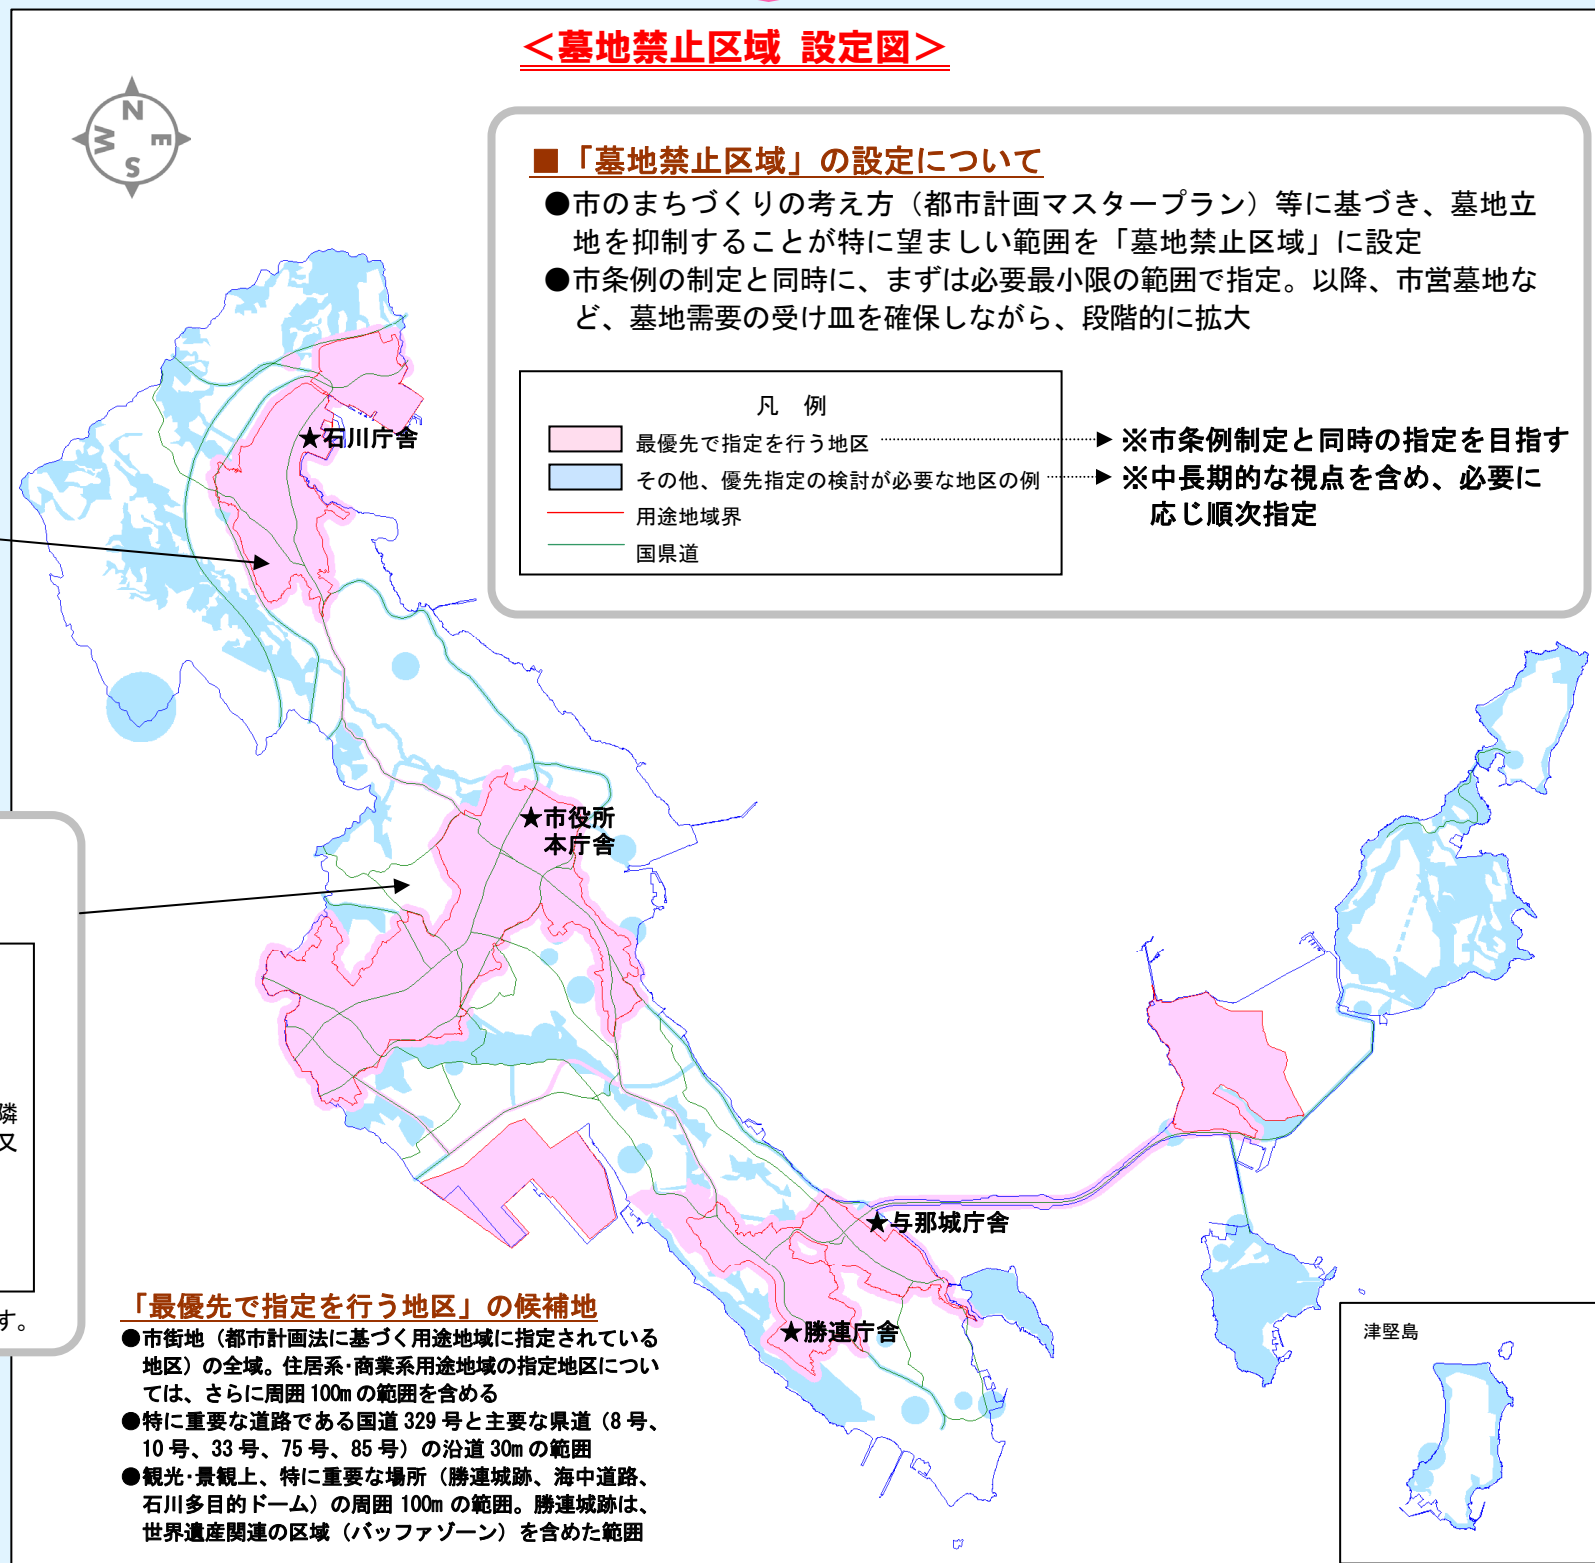 ＜墓地禁止区域 設定図＞
N
W
E
S
■「墓地禁止区域」の設定について
●市のまちづくりの考え方（都市計画マスタープラン）等に基づき、墓地立
地を抑制することが特に望ましい範囲を「墓地禁止区域」に設定
●市条例の制定と同時に、まずは必要最小限の範囲で指定。以降、市営墓地な
ど、墓地需要の受け皿を確保しながら、段階的に拡大
凡 例
最優先で指定を行う地区
※市条例制定と同時の指定を目指す
その他、優先指定の検討が必要な地区の例
※中長期的な視点を含め、必要に
応じ順次指定
用途地域界
国県道
★石川庁舎
★市役所
本庁舎
★与那城庁舎
★勝連庁舎
津堅島
隣
又
す。
「最優先で指定を行う地区」の候補地
●市街地（都市計画法に基づく用途地域に指定されている
地区）の全域。住居系・商業系用途地域の指定地区につい
ては、さらに周囲 100m の範囲を含める
●特に重要な道路である国道 329 号と主要な県道（8 号、
10 号、33 号、75 号、85 号）の沿道 30m の範囲
●観光・景観上、特に重要な場所（勝連城跡、海中道路、
石川多目的ドーム）の周囲 100m の範囲。勝連城跡は、
世界遺産関連の区域（バッファゾーン）を含めた範囲